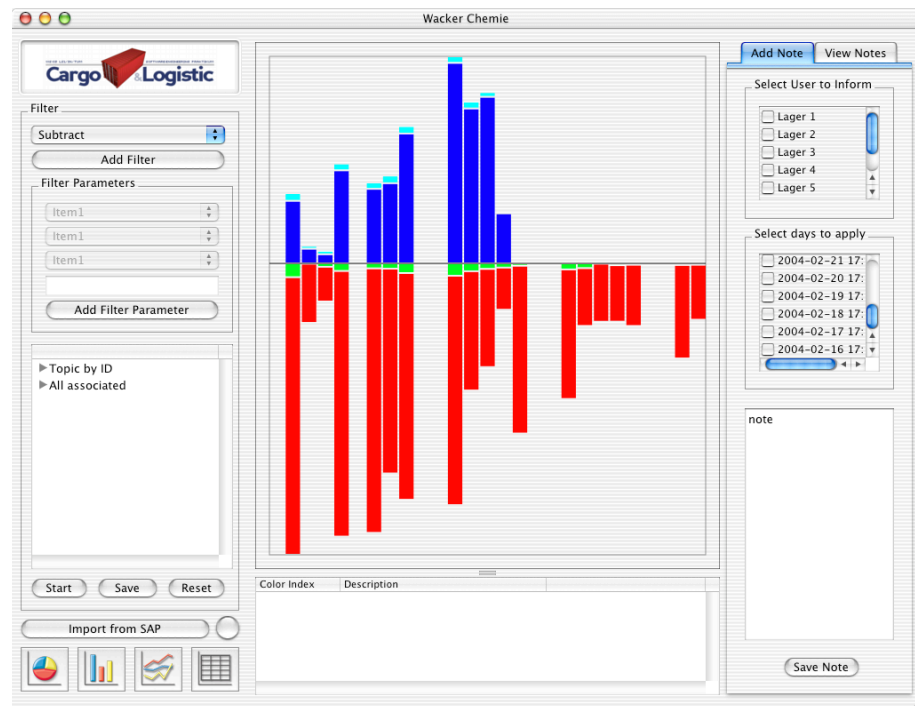 Wacker Chemie
Cargo & Logistic
Filter
Subtract
Add Filter
Filter Parameters
Item1
Item1
Item1
Add Filter Parameter
Topic by ID
All associated
Start Save Reset
Import from SAP
Color Index Description
Add Note View Notes
Select User to Inform
Lager 1
Lager 2
Lager 3
Lager 4
Lager 5
Select days to apply
2004-02-21 17:
2004-02-20 17:
2004-02-19 17:
2004-02-18 17:
2004-02-17 17:
2004-02-16 17:
note
Save Note